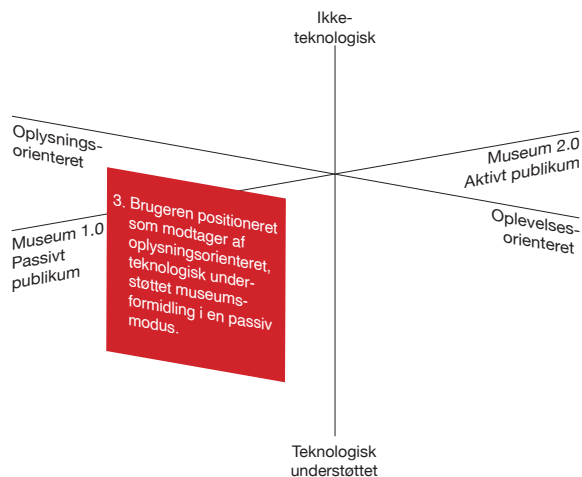 Ikke-
teknologisk
Oplysnings-
orienteret
Museum 2.0
Aktivt publikum
3. Brugeren positioneret
som modtager af
oplysningsorienteret,
teknologisk under-
støttet museums-
formidling i en passiv
modus.
Museum 1.0
Passivt
publikum
Oplevelses-
orienteret
Teknologisk
understøttet